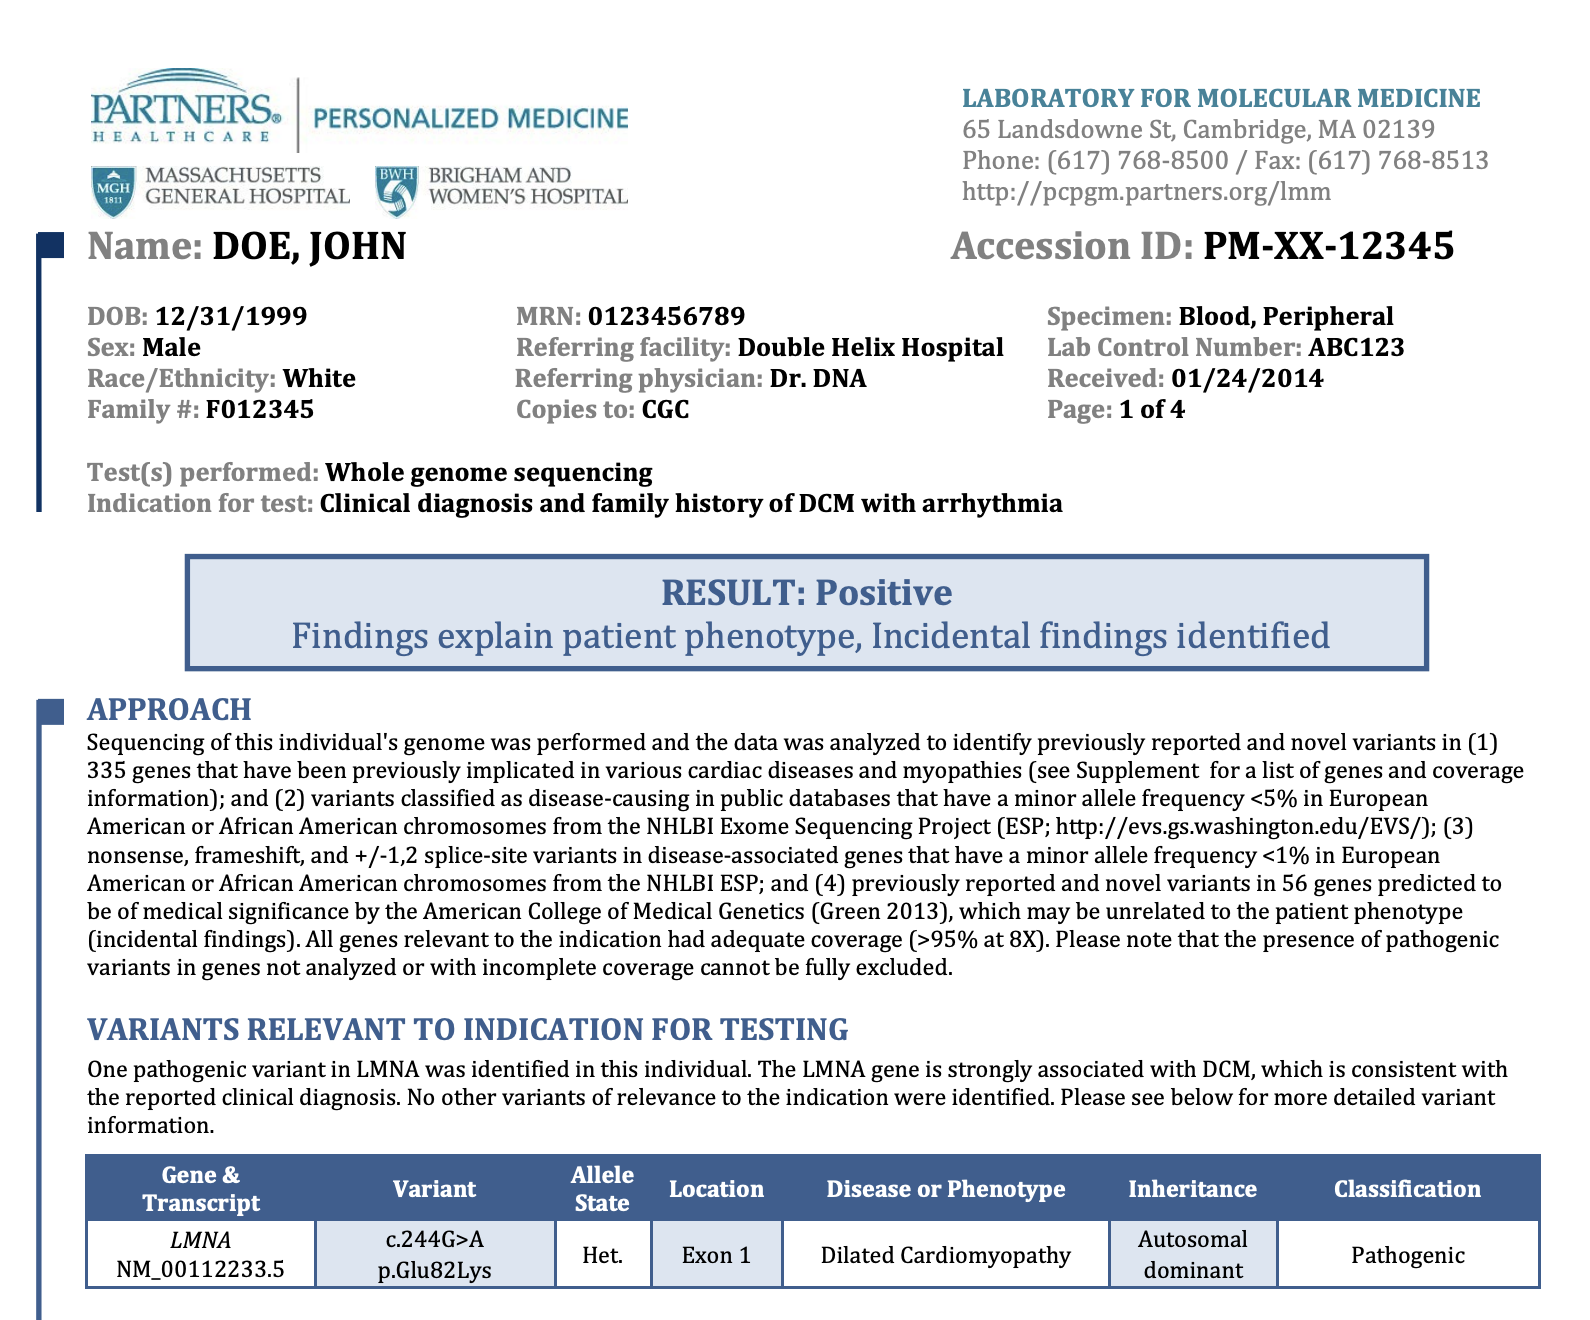 PARTNERS®
HEALTHCARE
PERSONALIZED MEDICINE
MGH
1811
MASSACHUSETTS
GENERAL HOSPITAL
BWH
BRIGHAM AND
WOMEN'S HOSPITAL
LABORATORY FOR MOLECULAR MEDICINE
65 Landsdowne St, Cambridge, MA 02139
Phone: (617) 768-8500 / Fax: (617) 768-8513
http://pcpgm.partners.org/lmm
Name: DOE, JOHN
Accession ID: PM-XX-12345
DOB: 12/31/1999
Sex: Male
Race/Ethnicity: White
Family #: F012345
MRN: 0123456789
Referring facility: Double Helix Hospital
Referring physician: Dr. DNA
Copies to: CGC
Specimen: Blood, Peripheral
Lab Control Number: ABC123
Received: 01/24/2014
Page: 1 of 4
Test(s) performed: Whole genome sequencing
Indication for test: Clinical diagnosis and family history of DCM with arrhythmia
RESULT: Positive
Findings explain patient phenotype, Incidental findings identified
APPROACH
Sequencing of this individual's genome was performed and the data was analyzed to identify previously reported and novel variants in (1)
335 genes that have been previously implicated in various cardiac diseases and myopathies (see Supplement for a list of genes and coverage
information); and (2) variants classified as disease-causing in public databases that have a minor allele frequency <5% in European
American or African American chromosomes from the NHLBI Exome Sequencing Project (ESP; http://evs.gs.washington.edu/EVS/); (3)
nonsense, frameshift, and +/-1,2 splice-site variants in disease-associated genes that have a minor allele frequency <1% in European
American or African American chromosomes from the NHLBI ESP; and (4) previously reported and novel variants in 56 genes predicted to
be of medical significance by the American College of Medical Genetics (Green 2013), which may be unrelated to the patient phenotype
(incidental findings). All genes relevant to the indication had adequate coverage (>95% at 8X). Please note that the presence of pathogenic
variants in genes not analyzed or with incomplete coverage cannot be fully excluded.
VARIANTS RELEVANT TO INDICATION FOR TESTING
One pathogenic variant in LMNA was identified in this individual. The LMNA gene is strongly associated with DCM, which is consistent with
the reported clinical diagnosis. No other variants of relevance to the indication were identified. Please see below for more detailed variant
information.
Gene &
Transcript
Variant
Allele
State
Location
Disease or Phenotype
Inheritance
Classification
LMNA
NM_00112233.5
c.244G>A
p.Glu82Lys
Het.
Exon 1
Dilated Cardiomyopathy
Autosomal
dominant
Pathogenic